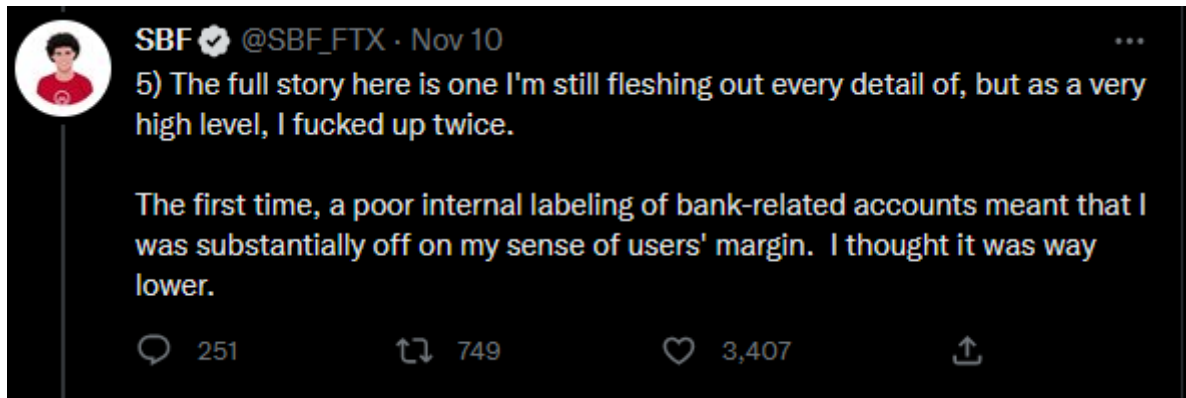 SBF @SBF_FTX · Nov 10
5) The full story here is one I'm still fleshing out every detail of, but as a very
high level, I fucked up twice.
The first time, a poor internal labeling of bank-related accounts meant that I
was substantially off on my sense of users' margin.  I thought it was way
lower.
251 749 3,407